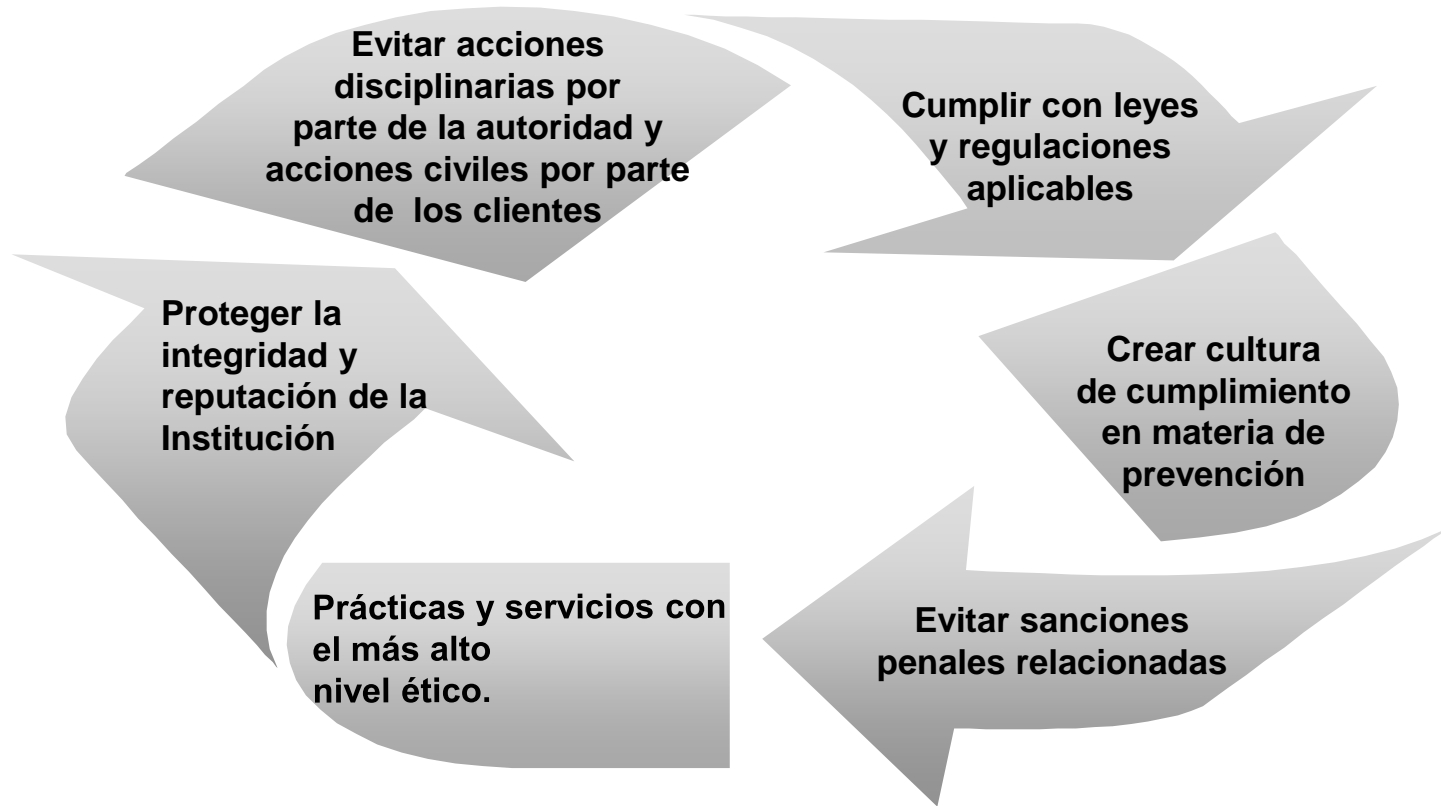 Evitar acciones
disciplinarias por
parte de la autoridad y
acciones civiles por parte
de los clientes
Cumplir con leyes
y regulaciones
aplicables
Crear cultura
de cumplimiento
en materia de
prevención
Evitar sanciones
penales relacionadas
Prácticas y servicios con
el más alto
nivel ético.
Proteger la
integridad y
reputación de la
Institución